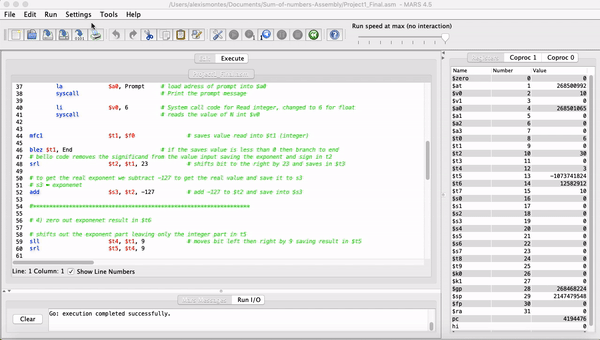 /Users/alexismontes/Documents/Sum-of-numbers-Assembly/Project1_Final.asm - MARS 4.5
File Edit Run Settings Tools Help
Run speed at max (no interaction)
Execute
37 la $a0, Prompt # load adress of prompt into $a0
38 syscall # Print the prompt message
39
40 li $v0, 6 # System call code for Read integer, changed to 6 for float
41 syscall # reads the value of N int $v0
42
43
44 mfc1 $t1, $f0 # saves value read into $t1 (integer)
45
46 blez $t1, End # if the saves value is less than 0 then branch to end
47 # bello code removes the significand from the value input saving the exponent and sign in t2
48 srl $t2, $t1, 23 # shifts bit to the right by 23 and saves in $t3
49
50 # to get the real exponent we subtract -127 to get the real value and save it to s3
51 # s3 = exponenet
52 add $s3, $t2, -127 # add -127 to $t2 and save into $s3
53
54
55
56 # 4) zero out exponenet result in $t6
57
58 # shifts out the exponent part leaving only the integer part in t5
59 sll $t4, $t1, 9 # moves bit left then right by 9 saving result in $t5
60 srl $t5, $t4, 9
61
Line: 1 Column: 1 Show Line Numbers
Run I/O
Clear
Go: execution completed successfully.
Coproc 1 Coproc 0
Name Number Value
$zero 0 0
$at 1 268500992
$v0 2 10
$v1 3 0
$a0 4 268501065
$a1 5 0
$a2 6 0
$a3 7 0
$t0 8 6
$t1 9 0
$t2 10 30
$t3 11 0
$t4 12 3
$t5 13 -1073741824
$t6 14 12582912
$t7 15 10
$s0 16 0
$s1 17 0
$s2 18 0
$s3 19 0
$s4 20 0
$s5 21 0
$s6 22 0
$s7 23 0
$t8 24 0
$t9 25 0
$k0 26 0
$k1 27 0
$gp 28 268468224
$sp 29 2147479548
$fp 30 0
$ra 31 0
pc 4194476
hi 0